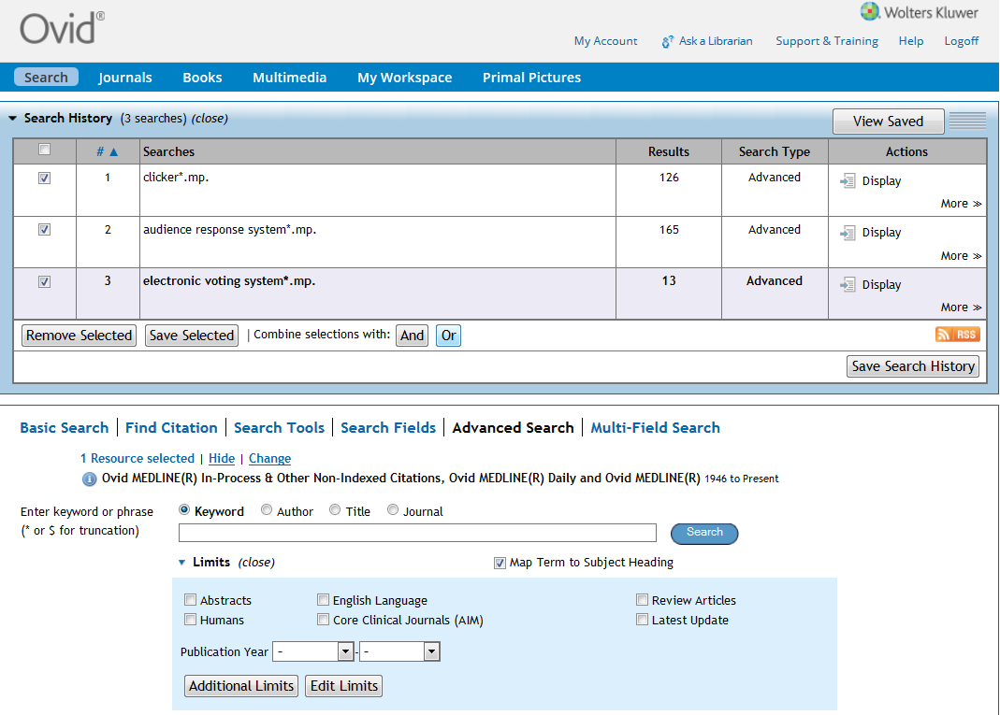 Ovid®
Wolters Kluwer
My Account Ask a Librarian Support & Training Help Logoff
Search Journals Books Multimedia My Workspace Primal Pictures
▼ Search History (3 searches) (close) View Saved
# ▲ Searches Results Search Type Actions
1 clicker*.mp. 126 Advanced Display
More ≫
2 audience response system*.mp. 165 Advanced Display
More ≫
3 electronic voting system*.mp. 13 Advanced Display
More ≫
Remove Selected Save Selected | Combine selections with: And Or RSS
Save Search History
Basic Search | Find Citation | Search Tools | Search Fields | Advanced Search | Multi-Field Search
1 Resource selected | Hide | Change
i Ovid MEDLINE(R) In-Process & Other Non-Indexed Citations, Ovid MEDLINE(R) Daily and Ovid MEDLINE(R) 1946 to Present
Enter keyword or phrase Keyword Author Title Journal
(* or $ for truncation) Search
▼ Limits (close) Map Term to Subject Heading
Abstracts English Language Review Articles
Humans Core Clinical Journals (AIM) Latest Update
Publication Year - - -
Additional Limits Edit Limits